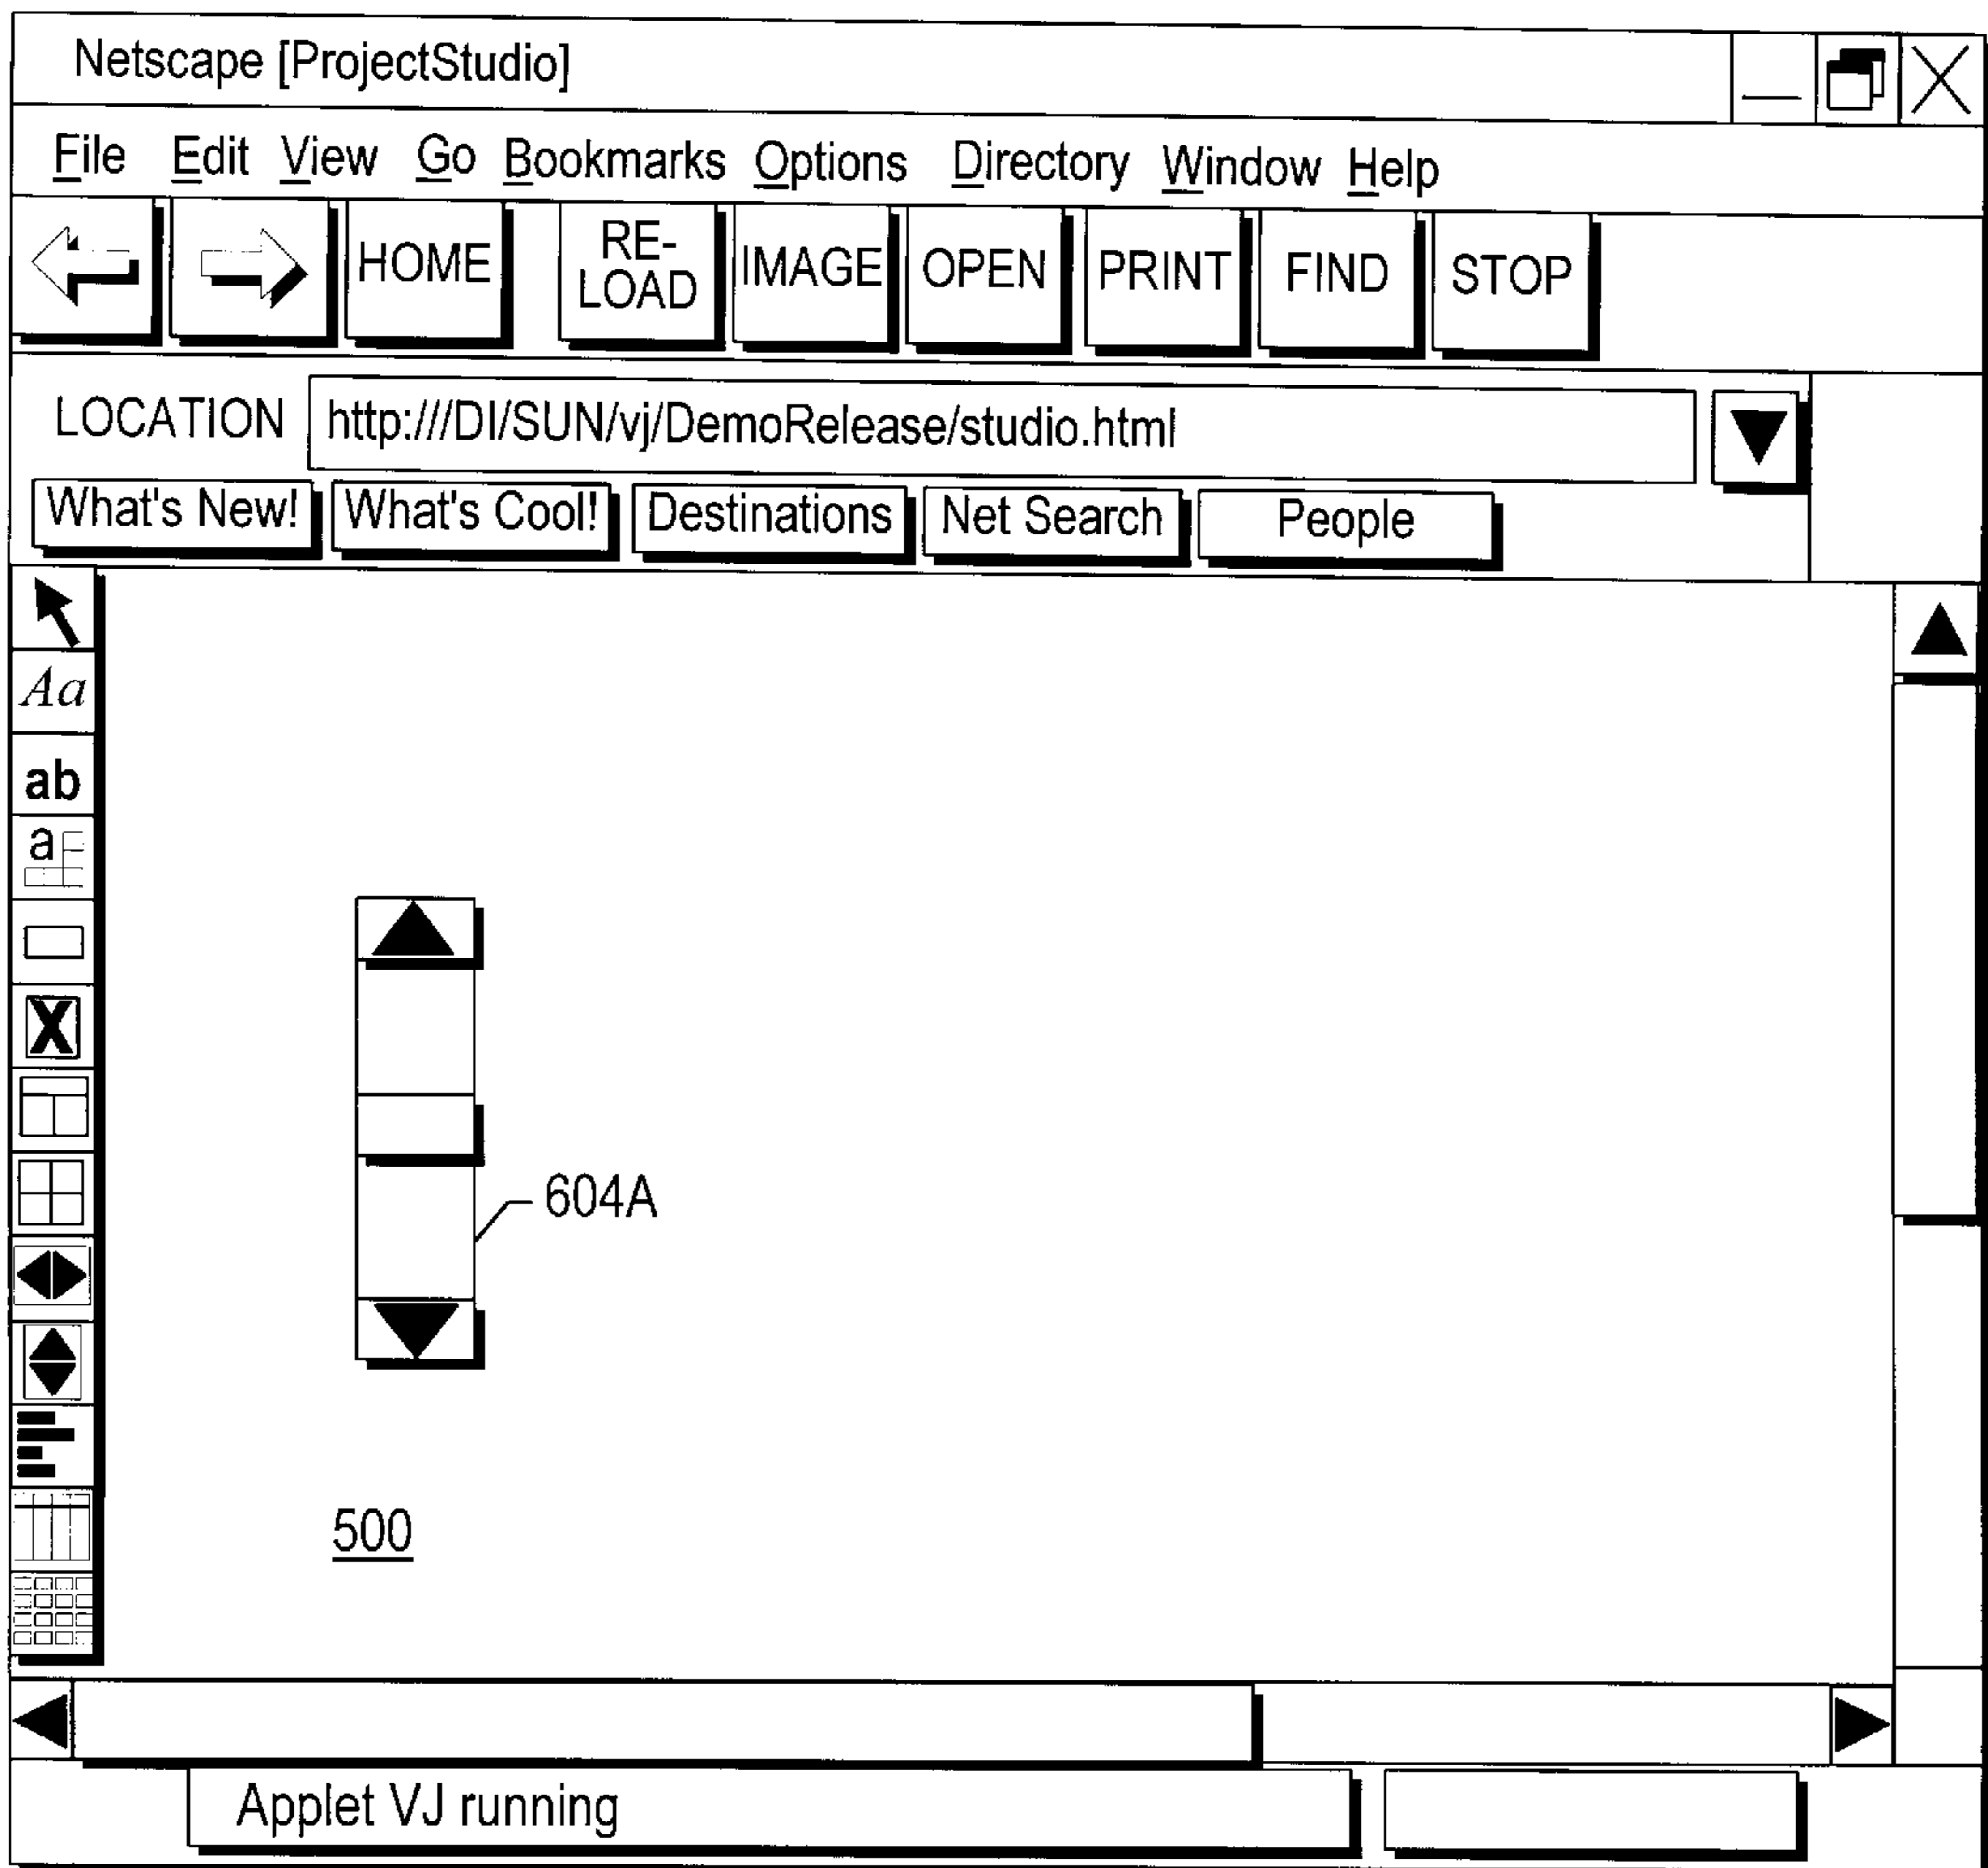 Netscape [ProjectStudio]
File Edit View Go Bookmarks Options Directory Window Help
HOME RE-LOAD IMAGE OPEN PRINT FIND STOP
LOCATION http:///DI/SUN/vj/DemoRelease/studio.html
What's New! What's Cool! Destinations Net Search People
Aa
ab
a
X
604A
500
Applet VJ running